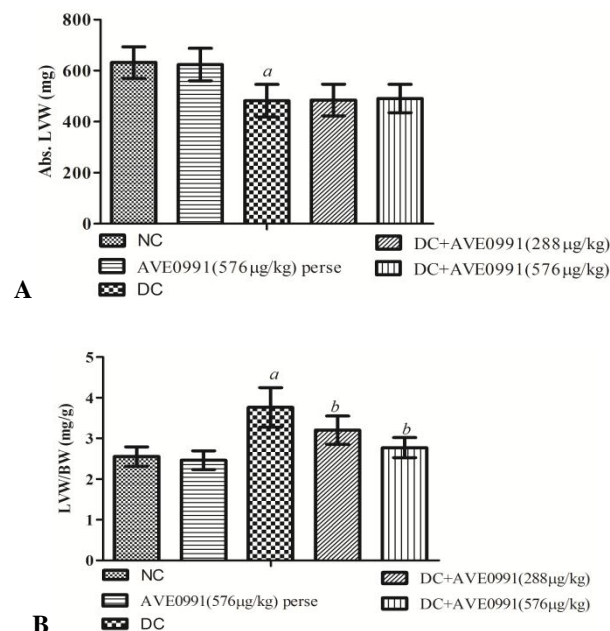 800
600
400
200
0
Abs. LVW (mg)
a
NC
AVE0991(576μg/kg) perse
DC
DC+AVE0991(288μg/kg)
DC+AVE0991(576μg/kg)
A
5
4
3
2
1
0
LVW/BW (mg/g)
a
b
b
NC
AVE0991(576μg/kg) perse
DC
DC+AVE0991(288μg/kg)
DC+AVE0991(576μg/kg)
B